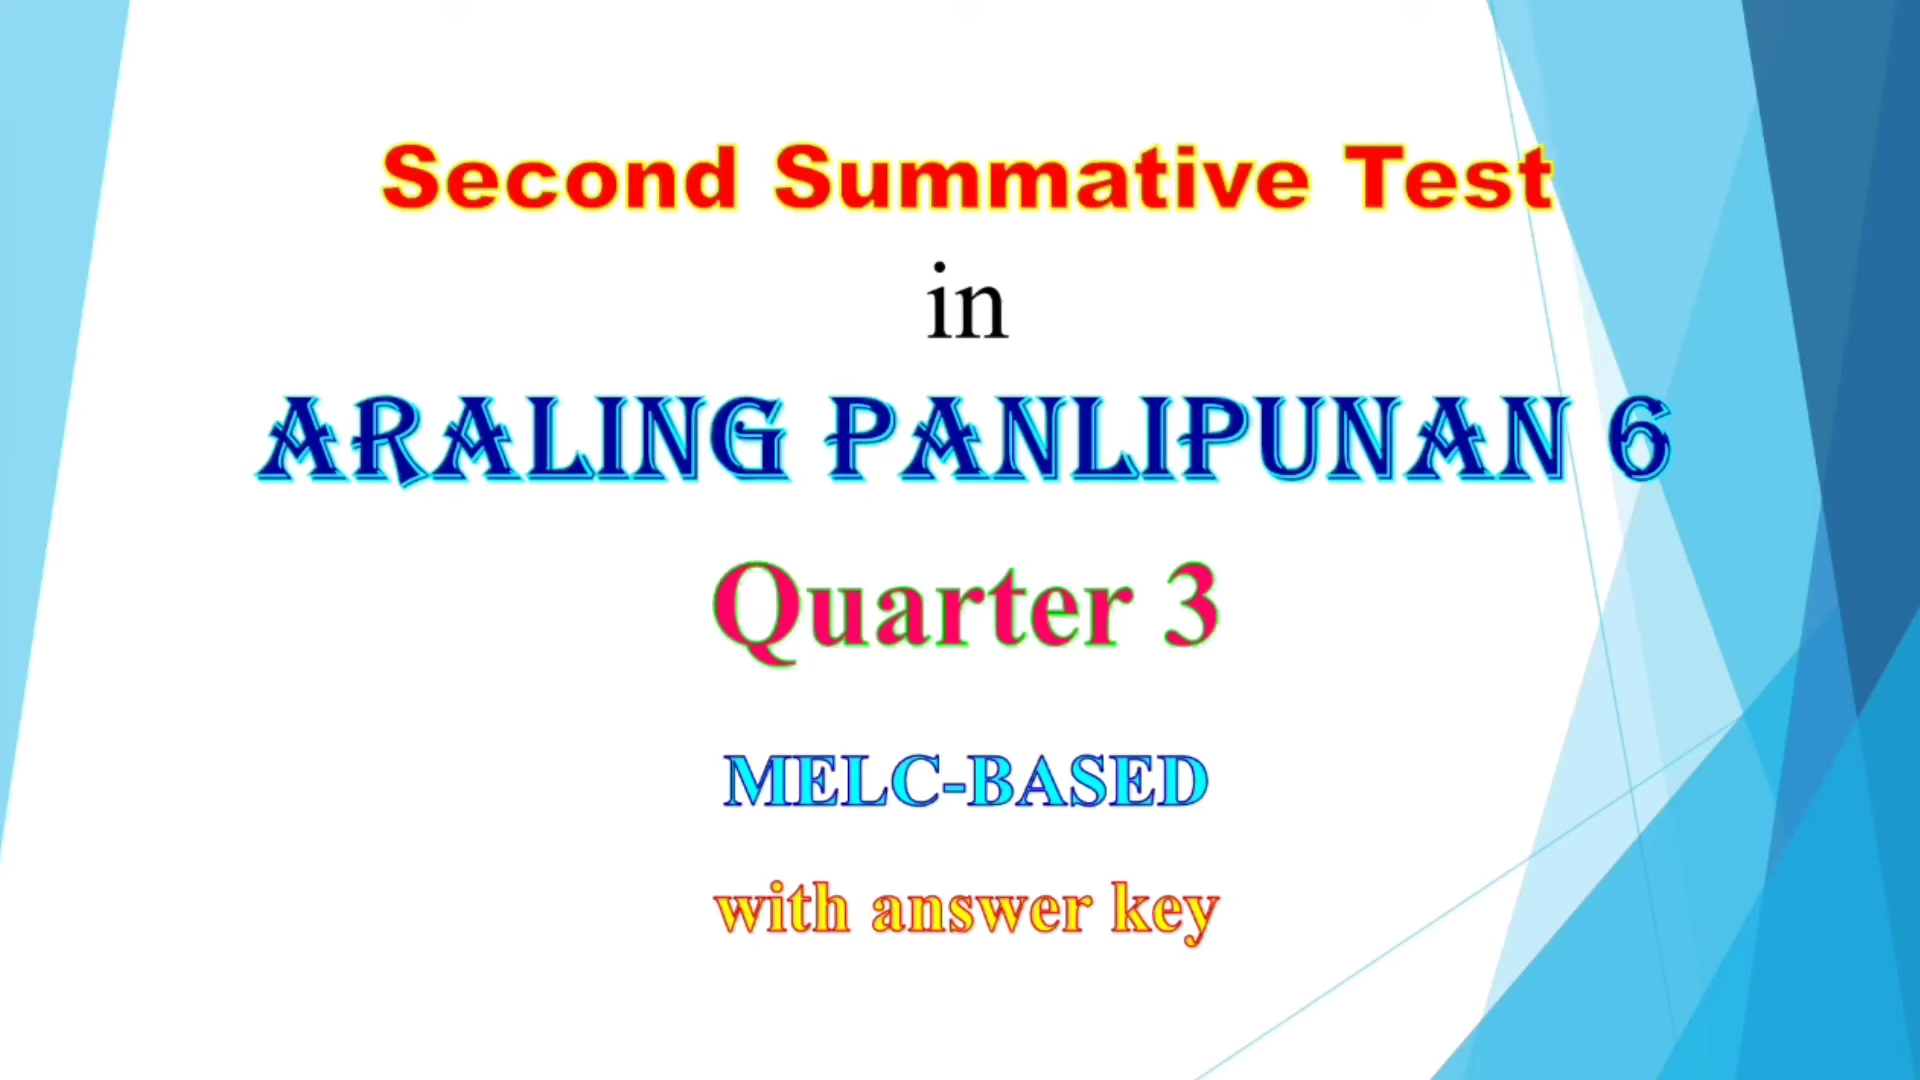 Second Summative Test
in
ARALING PANLIPUNAN 6
Quarter 3
MELC-BASED
with answer key